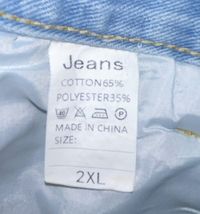 Jeans
COTTON65%
POLYESTER35%
MADE IN CHINA
SIZE:
2XL